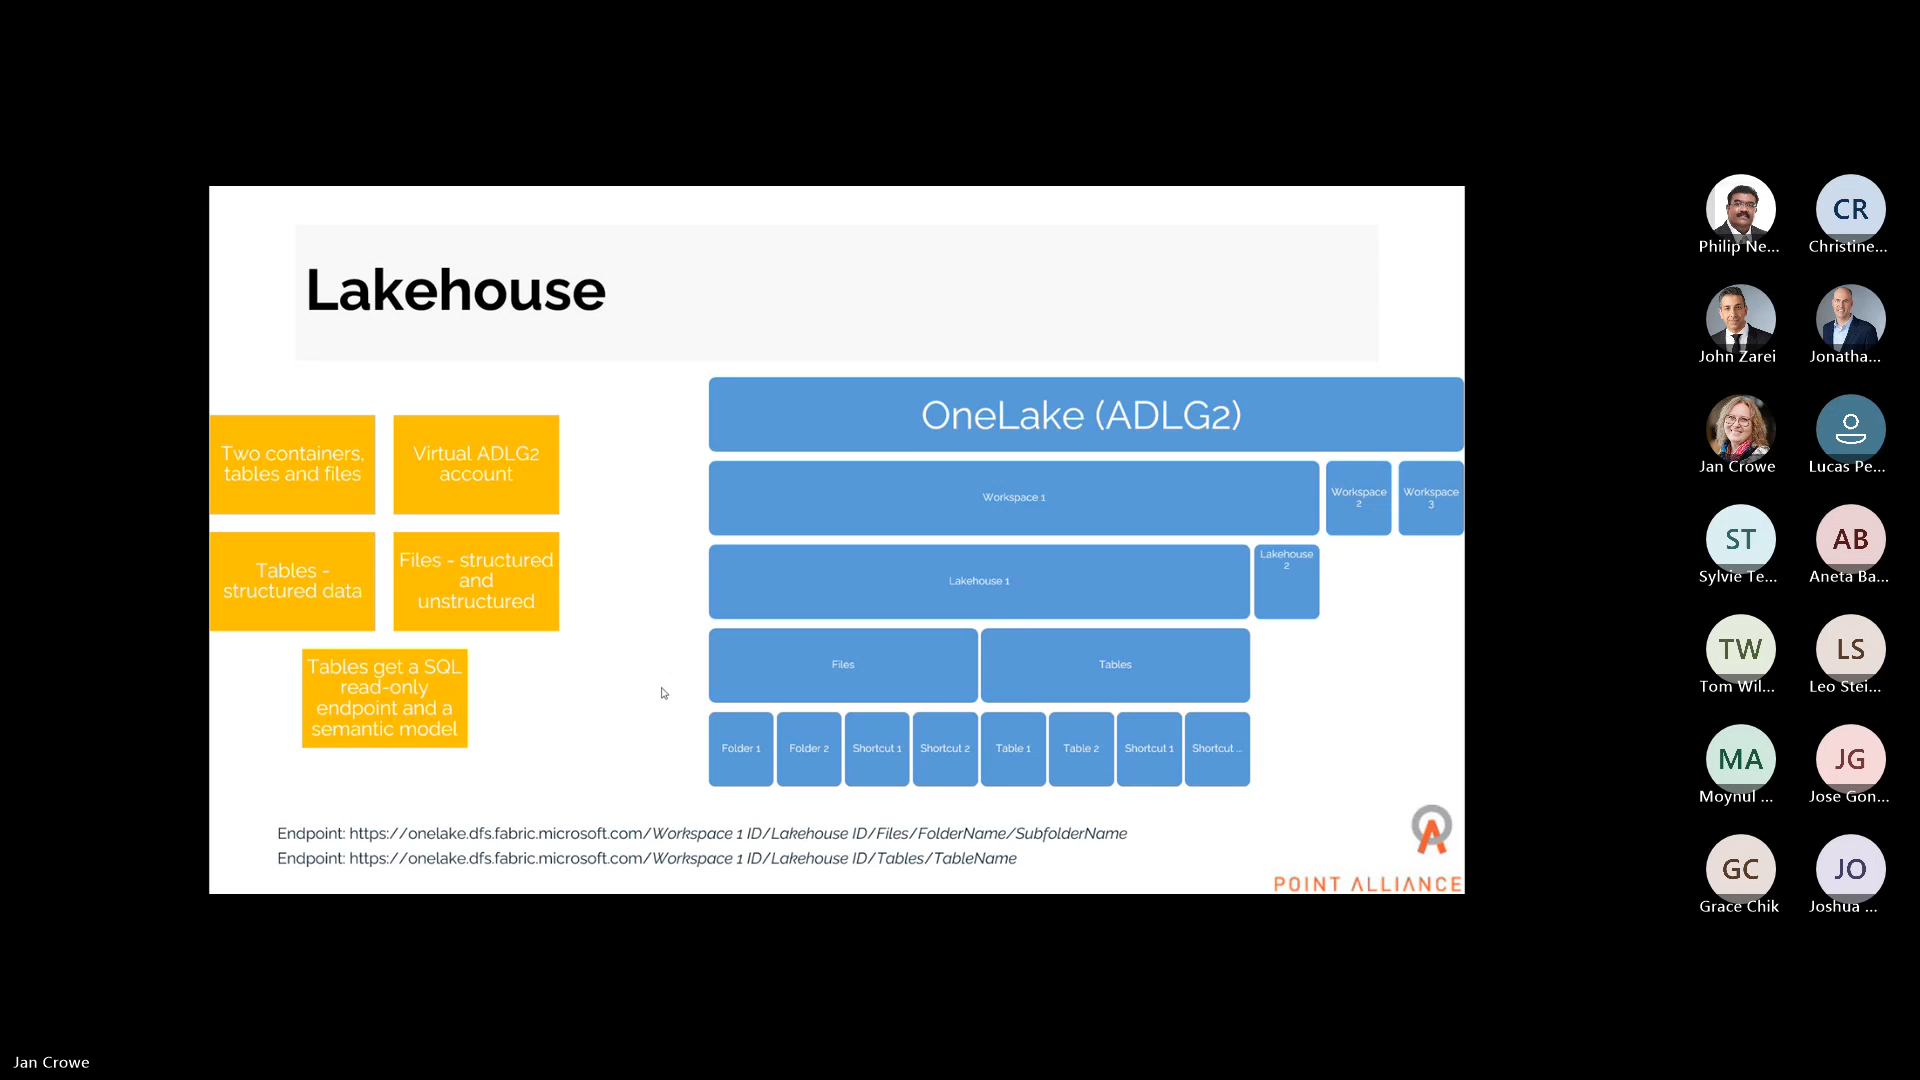 Lakehouse
Two containers,
tables and files
Virtual ADLG2
account
Tables -
structured data
Files - structured
and
unstructured
Tables get a SQL
read-only
endpoint and a
semantic model
OneLake (ADLG2)
Workspace 1
Workspace
2
Workspace
3
Lakehouse 1
Lakehouse
2
Files
Tables
Folder 1
Folder 2
Shortcut 1
Shortcut 2
Table 1
Table 2
Shortcut 1
Shortcut ...
Endpoint: https://onelake.dfs.fabric.microsoft.com/Workspace 1 ID/Lakehouse ID/Files/FolderName/SubfolderName
Endpoint: https://onelake.dfs.fabric.microsoft.com/Workspace 1 ID/Lakehouse ID/Tables/TableName
POINT ALLIANCE
Philip Ne...
CR
Christine...
John Zarei
Jonatha...
Jan Crowe
Lucas Pe...
ST
Sylvie Te...
AB
Aneta Ba...
TW
Tom Wil...
LS
Leo Stei...
MA
Moynul ...
JG
Jose Gon...
GC
Grace Chik
JO
Joshua ...
Jan Crowe